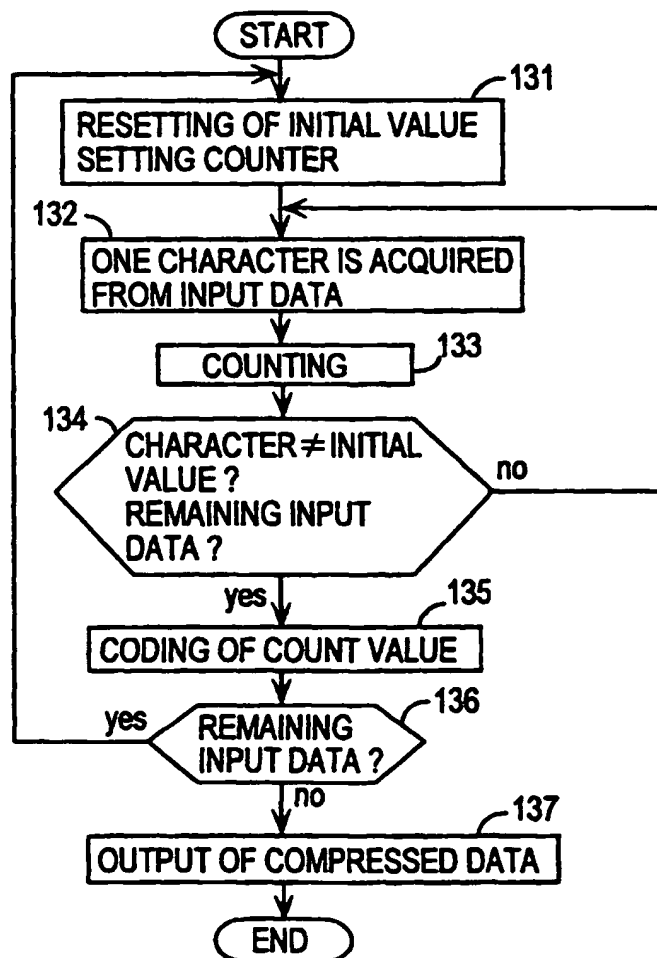 START
131
RESETTING OF INITIAL VALUE
SETTING COUNTER
132
ONE CHARACTER IS ACQUIRED
FROM INPUT DATA
COUNTING
133
134
CHARACTER ≠ INITIAL
VALUE ?
REMAINING INPUT
DATA ?
no
yes
135
CODING OF COUNT VALUE
136
yes
REMAINING
INPUT DATA ?
no
137
OUTPUT OF COMPRESSED DATA
END